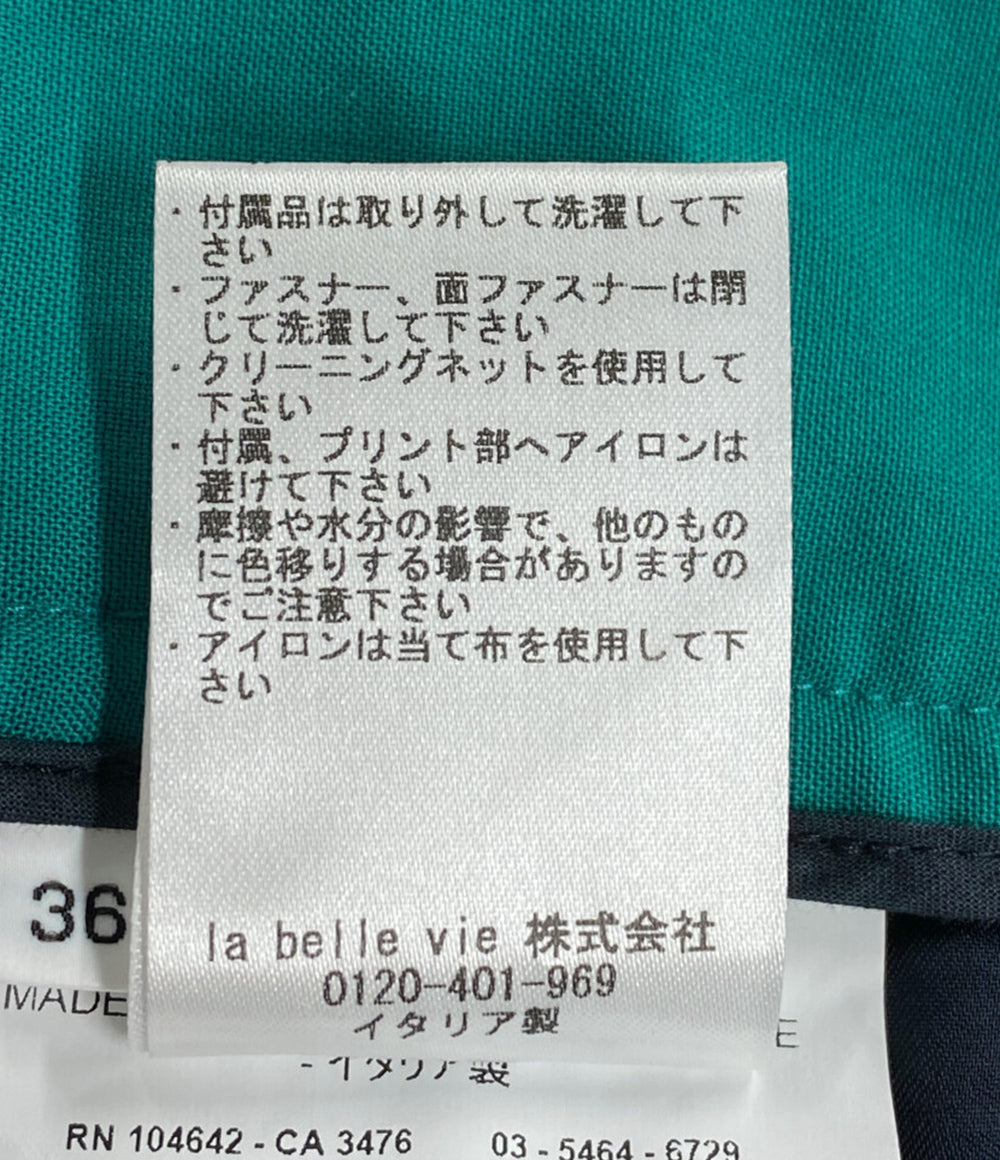 ・付属品は取り外して洗濯して下
さい
・ファスナー、面ファスナーは閉
じて洗濯して下さい
・クリーニングネットを使用して
下さい
・付属、プリント部へアイロンは
避けて下さい
・摩擦や水分の影響で、他のもの
に色移りする場合がありますの
でご注意下さい
・アイロンは当て布を使用して下
さい
la belle vie 株式会社
0120-401-969
イタリア製
36
MADE
E
- イタリア製
RN 104642 - CA 3476 03 - 5464 - 6729